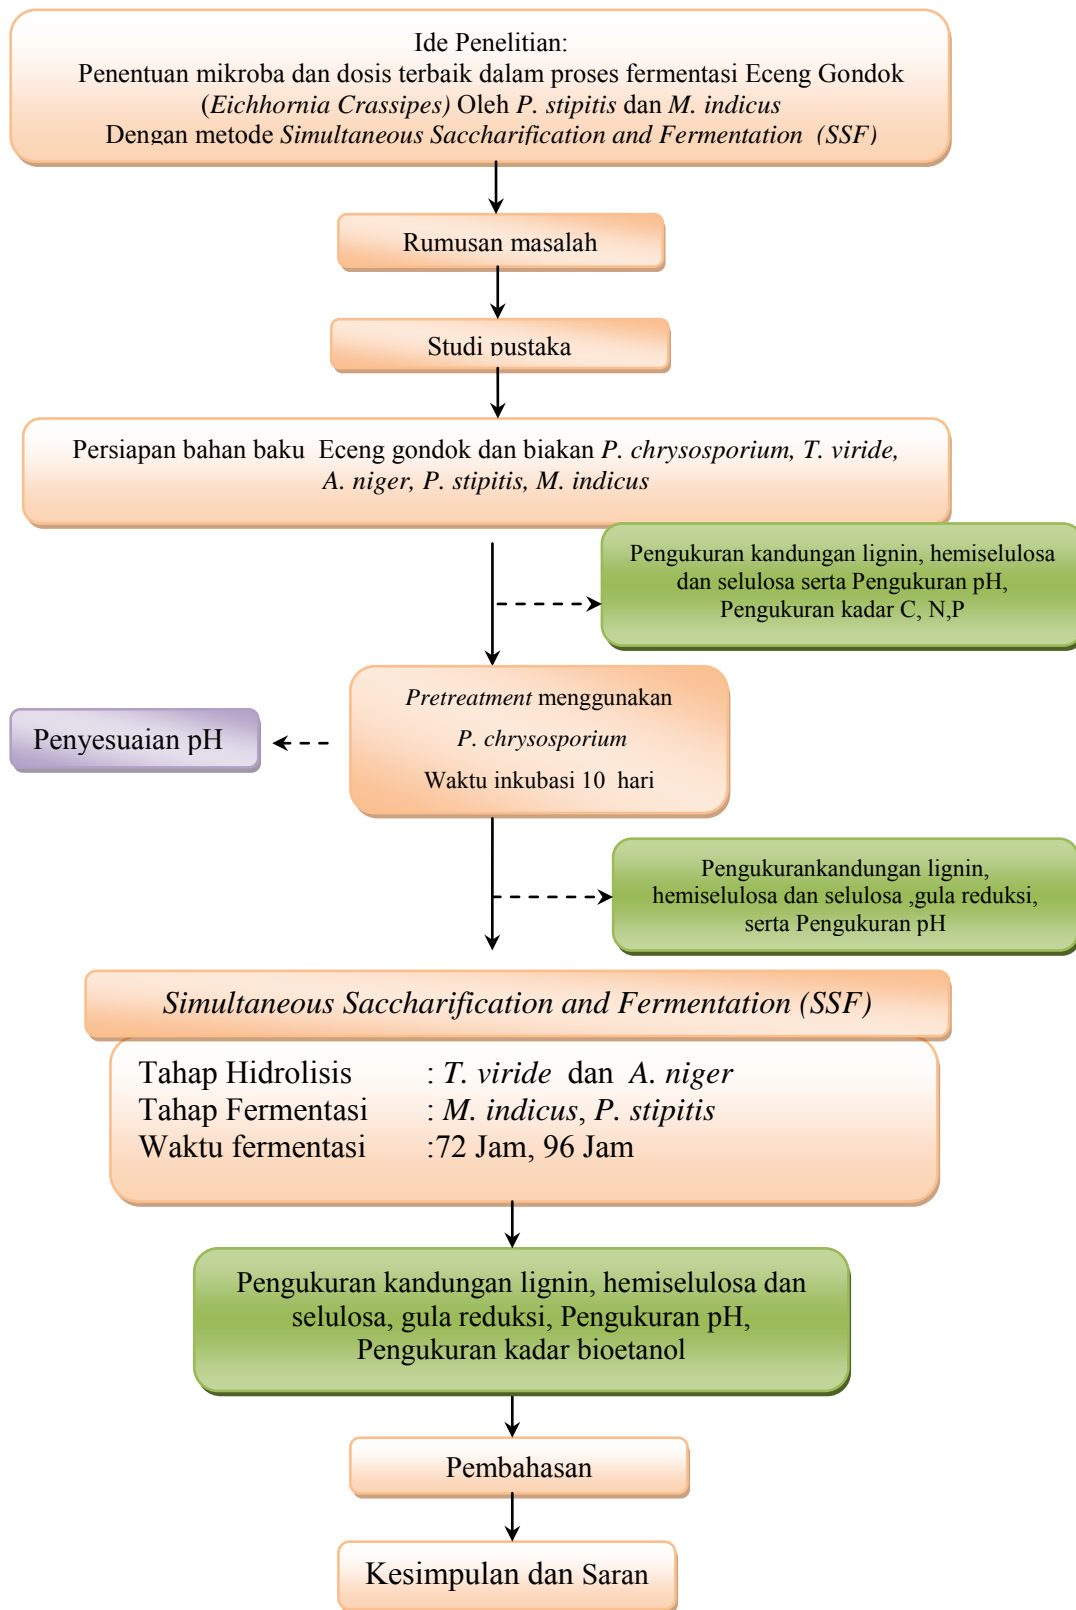 Ide Penelitian:
Penentuan mikroba dan dosis terbaik dalam proses fermentasi Eceng Gondok
(Eichhornia Crassipes) Oleh P. stipitis dan M. indicus
Dengan metode Simultaneous Saccharification and Fermentation (SSF)
Rumusan masalah
Studi pustaka
Persiapan bahan baku Eceng gondok dan biakan P. chrysosporium, T. viride,
A. niger, P. stipitis, M. indicus
Pengukuran kandungan lignin, hemiselulosa
dan selulosa serta Pengukuran pH,
Pengukuran kadar C, N,P
Pretreatment menggunakan
P. chrysosporium
Waktu inkubasi 10 hari
Penyesuaian pH
Pengukurankandungan lignin,
hemiselulosa dan selulosa ,gula reduksi,
serta Pengukuran pH
Simultaneous Saccharification and Fermentation (SSF)
Tahap Hidrolisis : T. viride dan A. niger
Tahap Fermentasi : M. indicus, P. stipitis
Waktu fermentasi :72 Jam, 96 Jam
Pengukuran kandungan lignin, hemiselulosa dan
selulosa, gula reduksi, Pengukuran pH,
Pengukuran kadar bioetanol
Pembahasan
Kesimpulan dan Saran